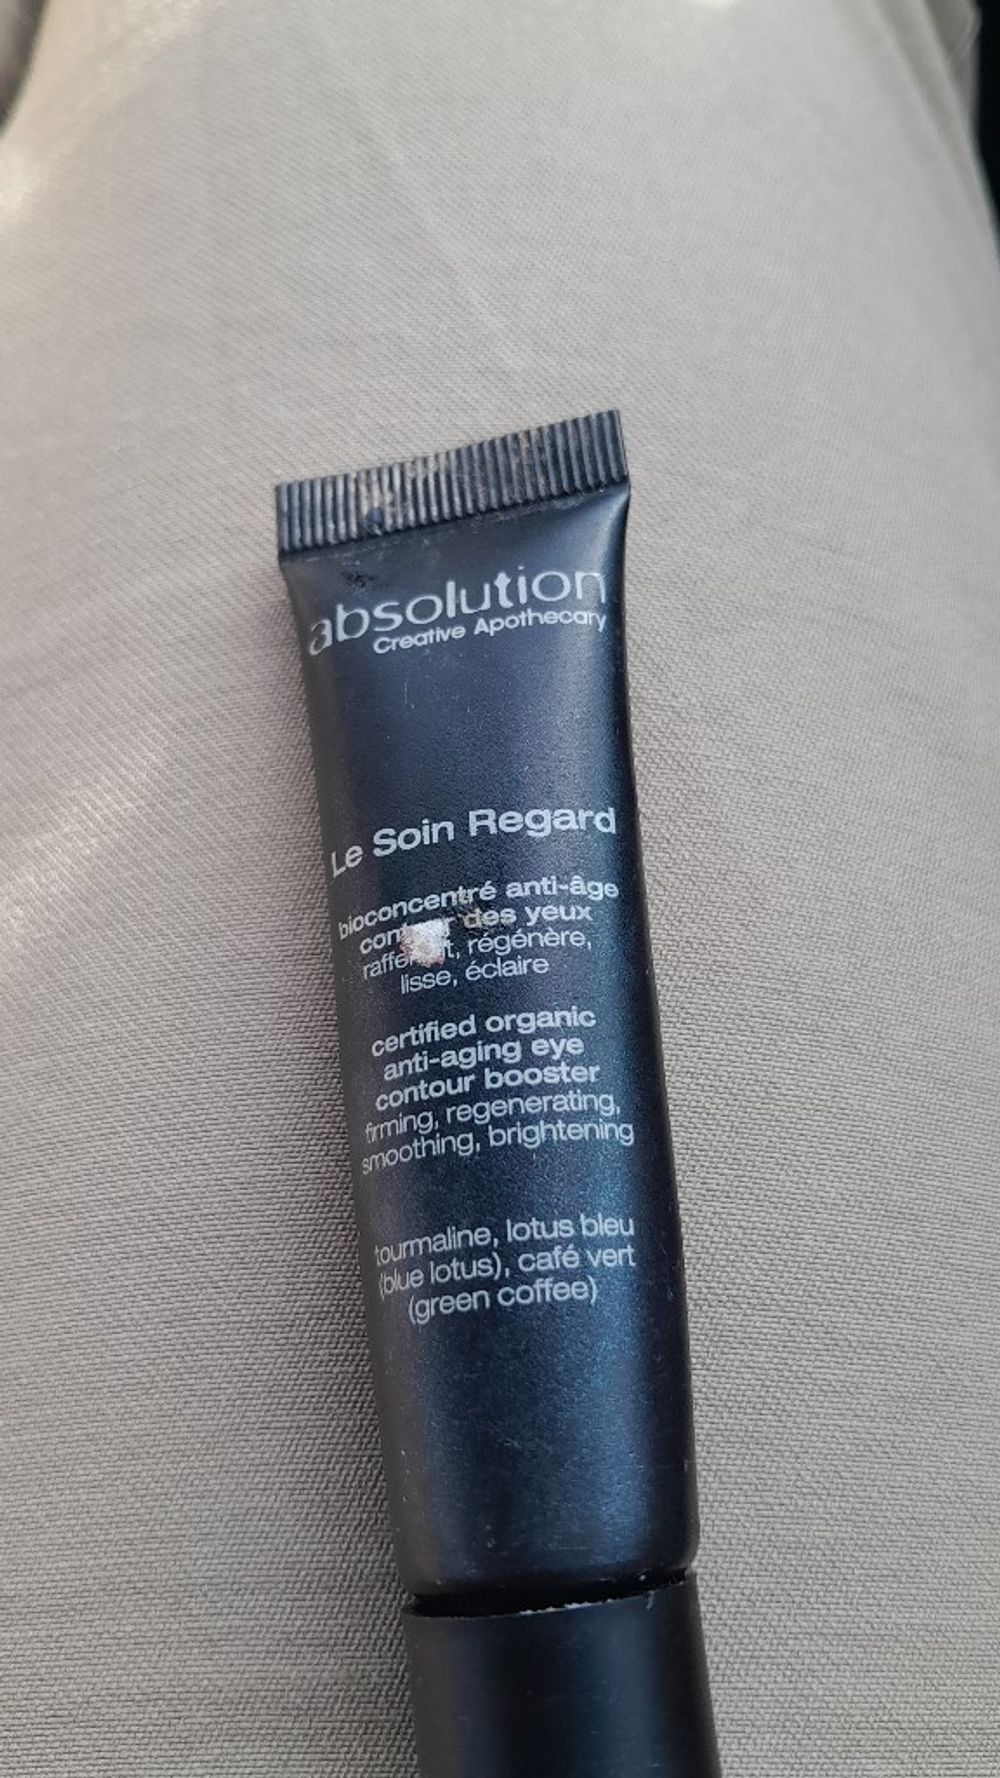 absolution
Creative Apothecary
Le Soin Regard
bioconcentré anti-âge
des yeux
régénère,
lisse, éclaire
certified organic
anti-aging eye
contour booster
firming, regenerating,
smoothing, brightening
tourmaline, lotus bleu
(blue lotus), café vert
(green coffee)